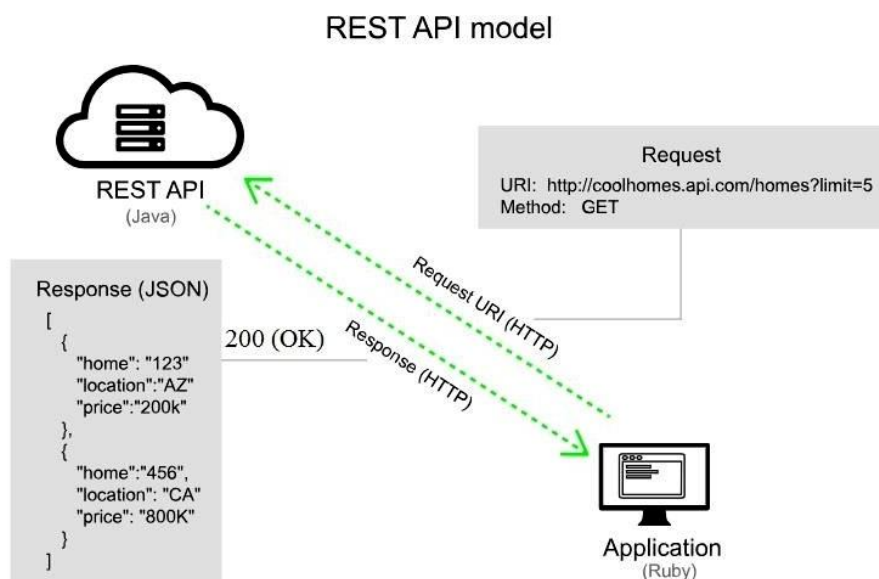 REST API model
REST API
(Java)
Request
URI: http://coolhomes.api.com/homes?limit=5
Method: GET
Request URI (HTTP)
Response (HTTP)
200 (OK)
Response (JSON)
[
{
"home": "123"
"location":"AZ"
"price":"200k"
},
{
"home":"456",
"location": "CA"
"price": "800K"
}
]
Application
(Ruby)